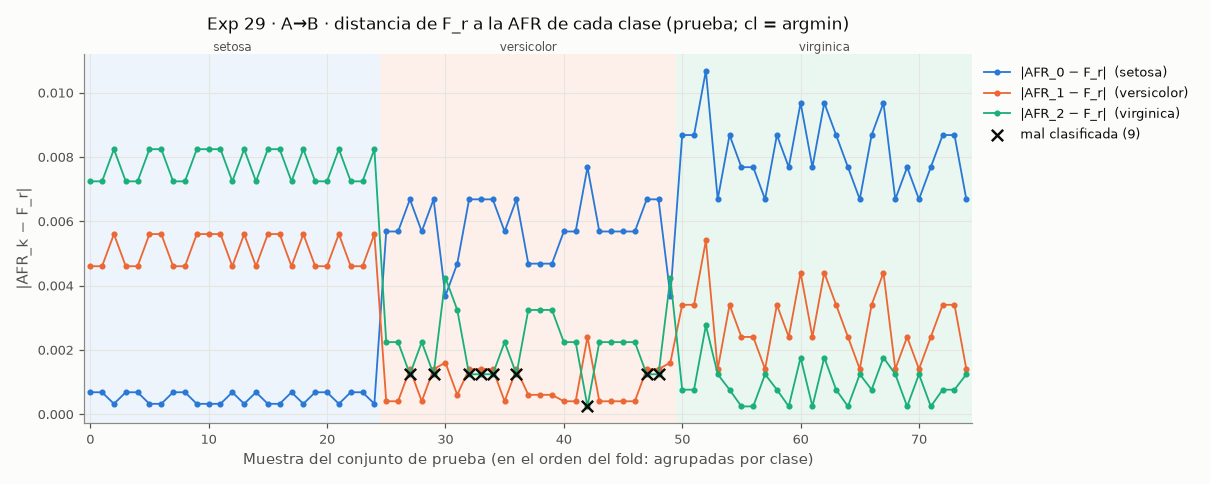 Exp 29 · A→B · distancia de F_r a la AFR de cada clase (prueba; cl = argmin)
setosa
versicolor
virginica
|AFR_0 − F_r| (setosa)
|AFR_1 − F_r| (versicolor)
|AFR_2 − F_r| (virginica)
mal clasificada (9)
|AFR_k − F_r|
0.010
0.008
0.006
0.004
0.002
0.000
0 10 20 30 40 50 60 70
Muestra del conjunto de prueba (en el orden del fold: agrupadas por clase)